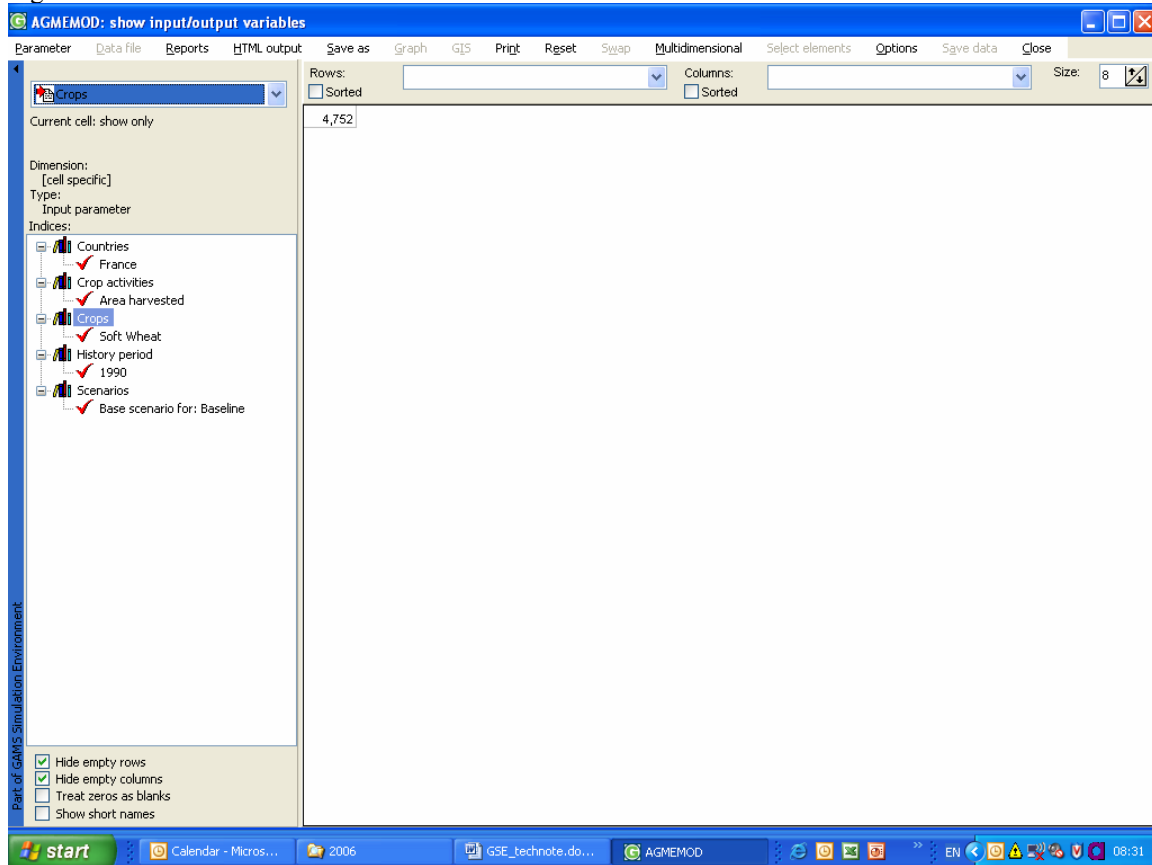 AGMEMOD: show input/output variables
Parameter Data file Reports HTML output Save as Graph GIS Print Reset Swap Multidimensional Select elements Options Save data Close
Rows: Columns: Size: 8
Sorted Sorted
Crops
Current cell: show only
4,752
Dimension:
[cell specific]
Type:
Input parameter
Indices:
Countries
France
Crop activities
Area harvested
Crops
Soft Wheat
History period
1990
Scenarios
Base scenario for: Baseline
Part of GAMS Simulation Environment
Hide empty rows
Hide empty columns
Treat zeros as blanks
Show short names
start Calendar - Micros... 2006 GSE_technote.do... AGMEMOD EN 08:31